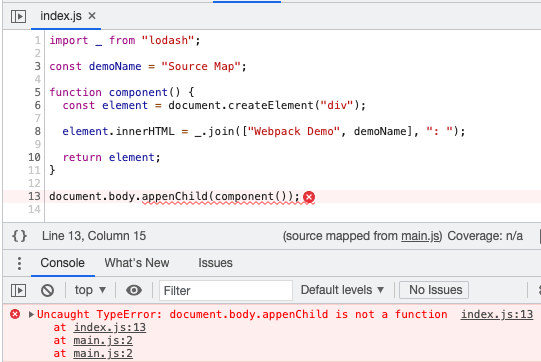 index.js ×
1 import _ from "lodash";
2
3 const demoName = "Source Map";
4
5 function component() {
6 const element = document.createElement("div");
7
8 element.innerHTML = _.join(["Webpack Demo", demoName], ": ");
9
10 return element;
11 }
12
13 document.body.appenChild(component());
14
{} Line 13, Column 15 (source mapped from main.js) Coverage: n/a
Console What's New Issues
top ▼ Filter Default levels ▼ No Issues
Uncaught TypeError: document.body.appenChild is not a function index.js:13
at index.js:13
at main.js:2
at main.js:2